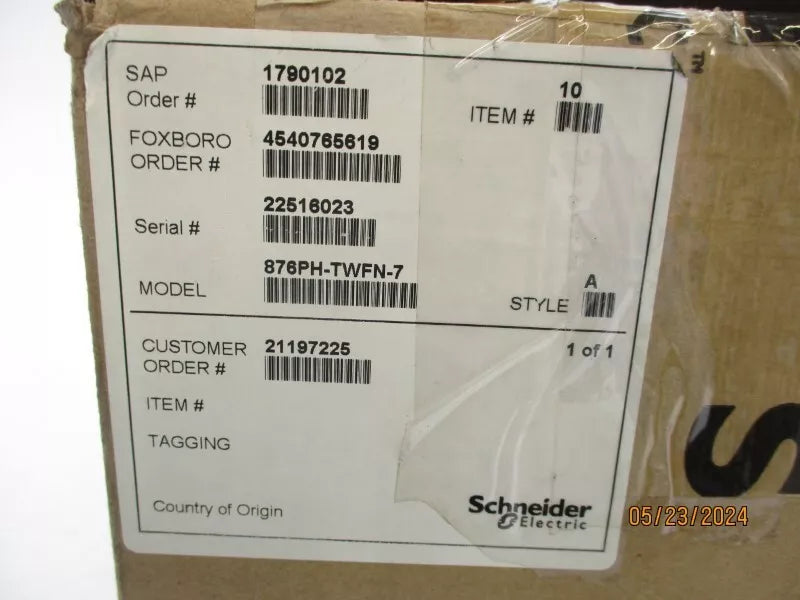 SAP
Order #
1790102
ITEM #
10
FOXBORO
ORDER #
4540765619
Serial #
22516023
MODEL
876PH-TWFN-7
STYLE
A
CUSTOMER
ORDER #
21197225
1 of 1
ITEM #
TAGGING
Country of Origin
Schneider
Electric
TM
S
05/23/2024